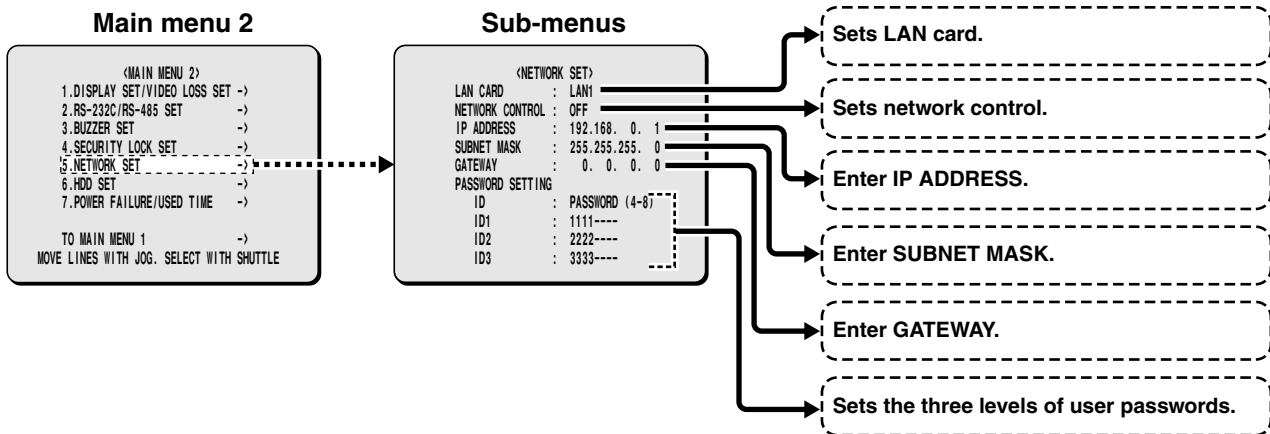 Main menu 2
<MAIN MENU 2>
1.DISPLAY SET/VIDEO LOSS SET ->
2.RS-232C/RS-485 SET ->
3.BUZZER SET ->
4.SECURITY LOCK SET ->
5.NETWORK SET ->
6.HDD SET ->
7.POWER FAILURE/USED TIME ->
TO MAIN MENU 1 ->
MOVE LINES WITH JOG. SELECT WITH SHUTTLE
Sub-menus
<NETWORK SET>
LAN CARD : LAN1
NETWORK CONTROL : OFF
IP ADDRESS : 192.168. 0. 1
SUBNET MASK : 255.255.255. 0
GATEWAY : 0. 0. 0. 0
PASSWORD SETTING
ID : PASSWORD (4-8)
ID1 : 1111----
ID2 : 2222----
ID3 : 3333----
Sets LAN card.
Sets network control.
Enter IP ADDRESS.
Enter SUBNET MASK.
Enter GATEWAY.
Sets the three levels of user passwords.